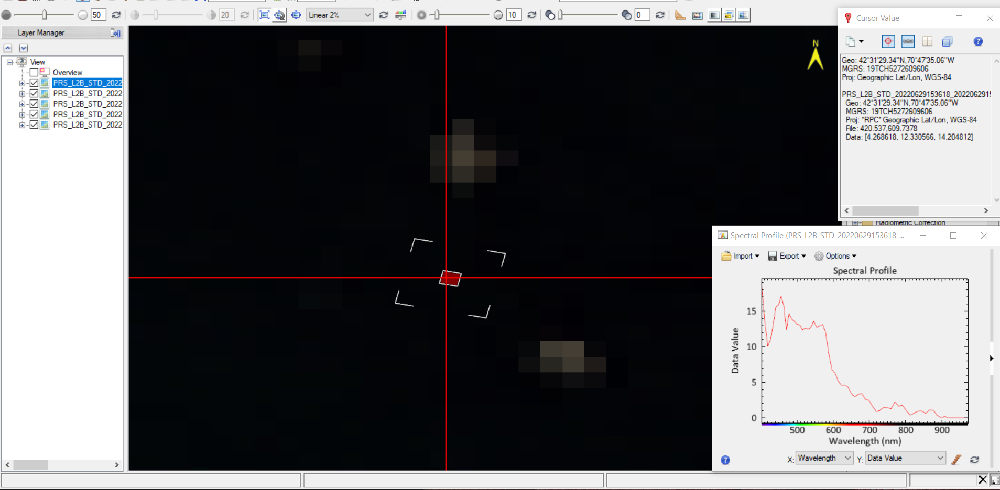 50
20
Linear 2%
10
0
Layer Manager
View
Overview
PRS_L2B_STD_2022
PRS_L2B_STD_2022
PRS_L2B_STD_2022
PRS_L2B_STD_2022
PRS_L2B_STD_2022
N
Cursor Value
Geo: 42°31'29.34"N,70°47'35.06"W
MGRS: 19TCH5272609606
Proj: Geographic Lat/Lon, WGS-84
PRS_L2B_STD_20220629153618_2022062915
Geo: 42°31'29.34"N,70°47'35.06"W
MGRS: 19TCH5272609606
Proj: *RPC* Geographic Lat/Lon, WGS-84
File: 420.537,609.7378
Data: [4.268618, 12.330566, 14.204812]
Radiometric Correction
Spectral Profile (PRS_L2B_STD_20220629153618_...
Import Export Options
Spectral Profile
Data Value
15
10
5
0
500 600 700 800 900
Wavelength (nm)
X: Wavelength Y: Data Value